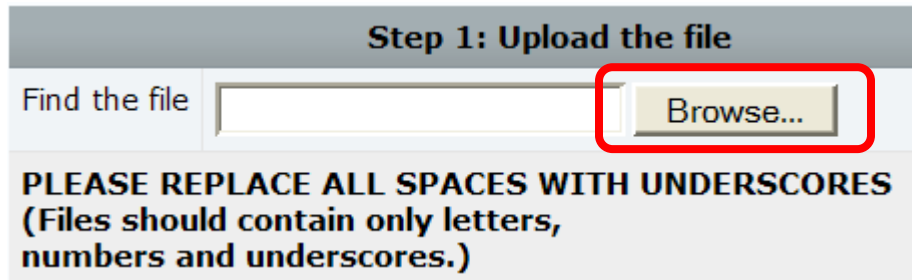 Step 1: Upload the file
Find the file Browse...
PLEASE REPLACE ALL SPACES WITH UNDERSCORES
(Files should contain only letters,
numbers and underscores.)